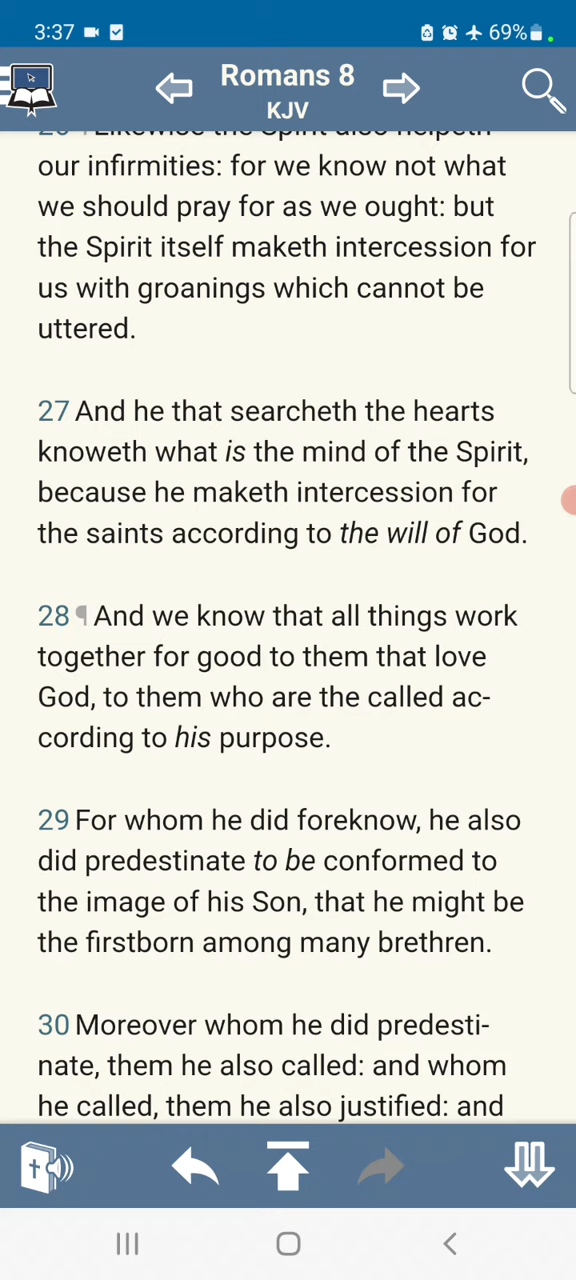 3:37
69%
Romans 8
KJV
26 ¶ Likewise the Spirit also helpeth
our infirmities: for we know not what
we should pray for as we ought: but
the Spirit itself maketh intercession for
us with groanings which cannot be
uttered.
27 And he that searcheth the hearts
knoweth what is the mind of the Spirit,
because he maketh intercession for
the saints according to the will of God.
28 ¶ And we know that all things work
together for good to them that love
God, to them who are the called ac-
cording to his purpose.
29 For whom he did foreknow, he also
did predestinate to be conformed to
the image of his Son, that he might be
the firstborn among many brethren.
30 Moreover whom he did predesti-
nate, them he also called: and whom
he called, them he also justified: and